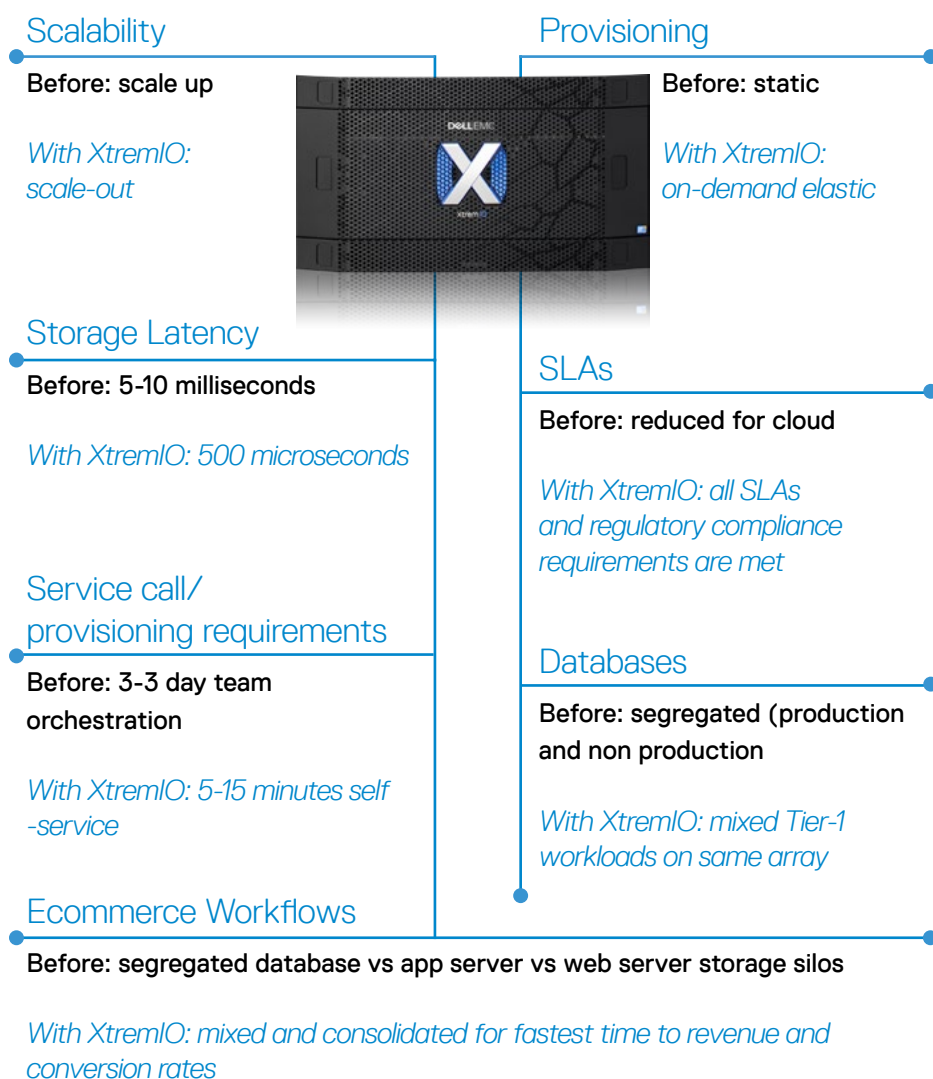 Scalability
Before: scale up
With XtremIO:
scale-out
Provisioning
Before: static
With XtremIO:
on-demand elastic
DELLEMC
X
XtremIO
Storage Latency
Before: 5-10 milliseconds
With XtremIO: 500 microseconds
SLAs
Before: reduced for cloud
With XtremIO: all SLAs
and regulatory compliance
requirements are met
Service call/
provisioning requirements
Before: 3-3 day team
orchestration
With XtremIO: 5-15 minutes self
-service
Databases
Before: segregated (production
and non production
With XtremIO: mixed Tier-1
workloads on same array
Ecommerce Workflows
Before: segregated database vs app server vs web server storage silos
With XtremIO: mixed and consolidated for fastest time to revenue and
conversion rates